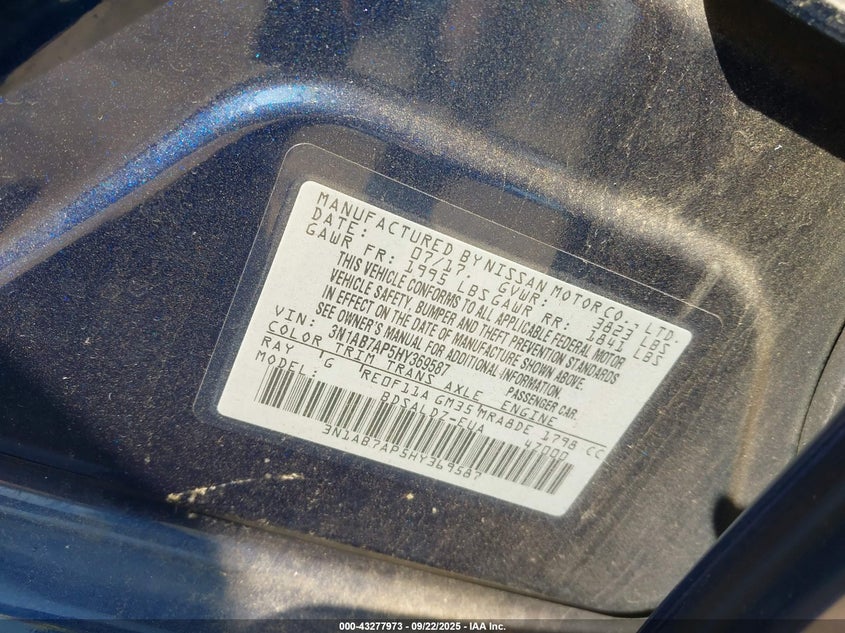 MANUFACTURED BY NISSAN MOTOR CO., LTD.
DATE: 07/17 GVWR: 3823 LBS
GAWR FR: 1995 LBS GAWR RR: 1841 LBS
THIS VEHICLE CONFORMS TO ALL APPLICABLE FEDERAL MOTOR
VEHICLE SAFETY, BUMPER AND THEFT PREVENTION STANDARDS
IN EFFECT ON THE DATE OF MANUFACTURE SHOWN ABOVE.
SEE OWNER'S MANUAL FOR ADDITIONAL INFORMATION.
VIN: 3N1AB7AP5HY369587 PASSENGER CAR
COLOR TRIM TRANS AXLE ENGINE
RAY G RE0F11A GM35 MRA8DE 1798 CC
MODEL: BDSALDZ-EUA 47000
3N1AB7AP5HY369587
000-43277973 - 09/22/2025 - IAA Inc.